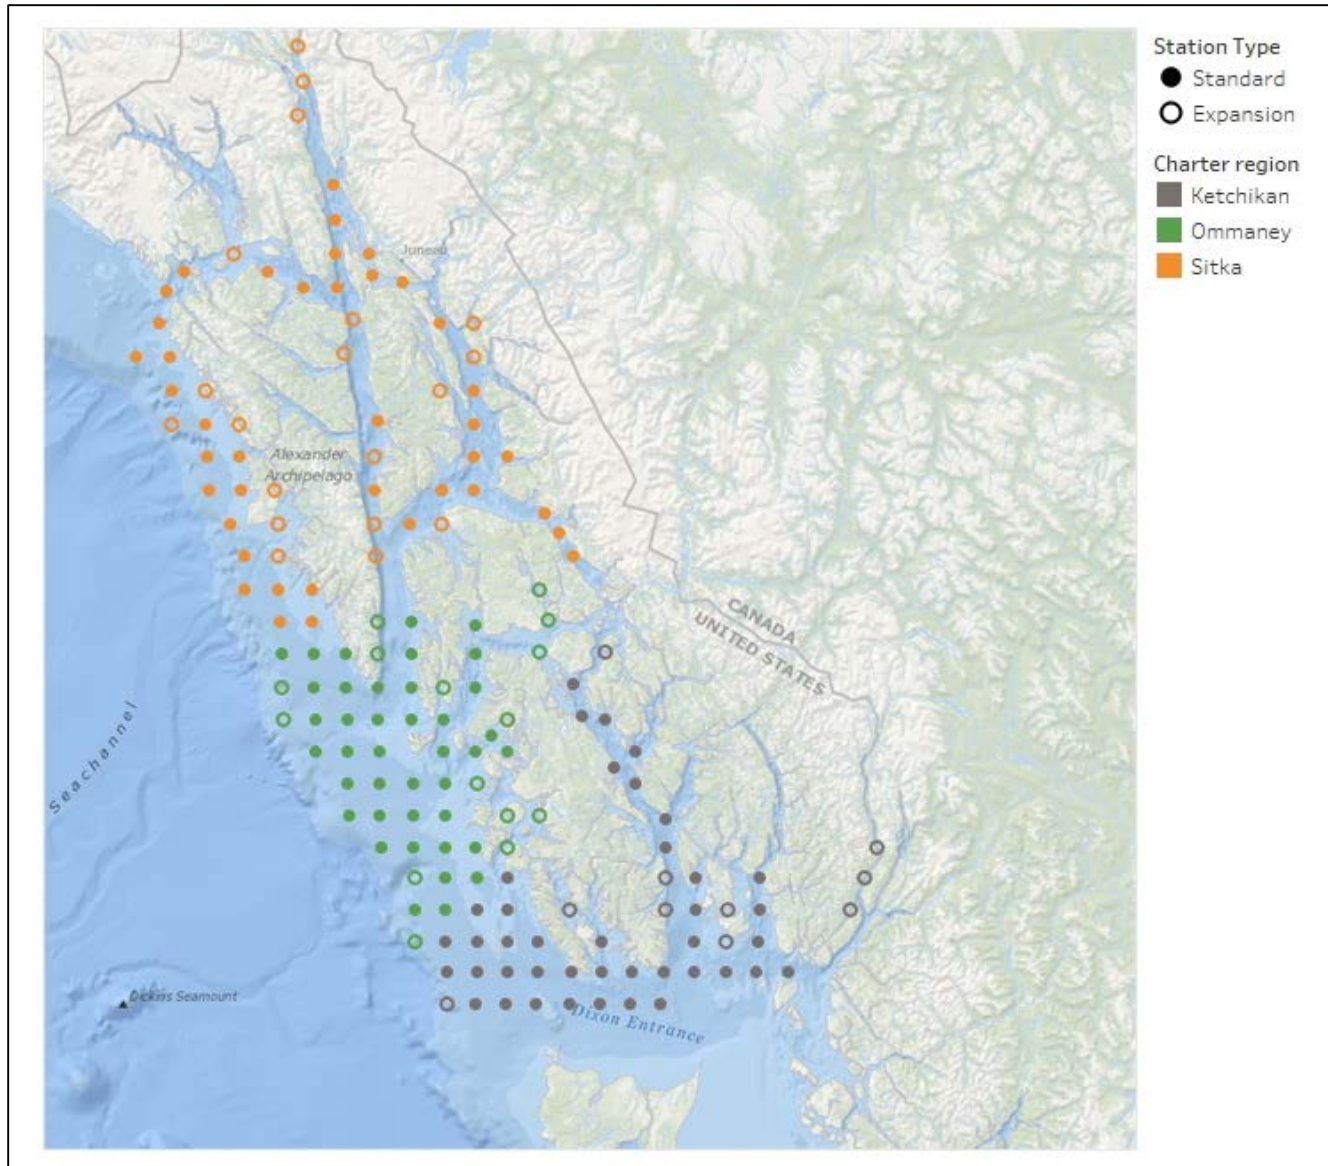 Station Type
Standard
Expansion
Charter region
Ketchikan
Ommaney
Sitka
Juneau
Alexander
Archipelago
CANADA
UNITED STATES
Seachannel
Dickins Seamount
Dixon Entrance